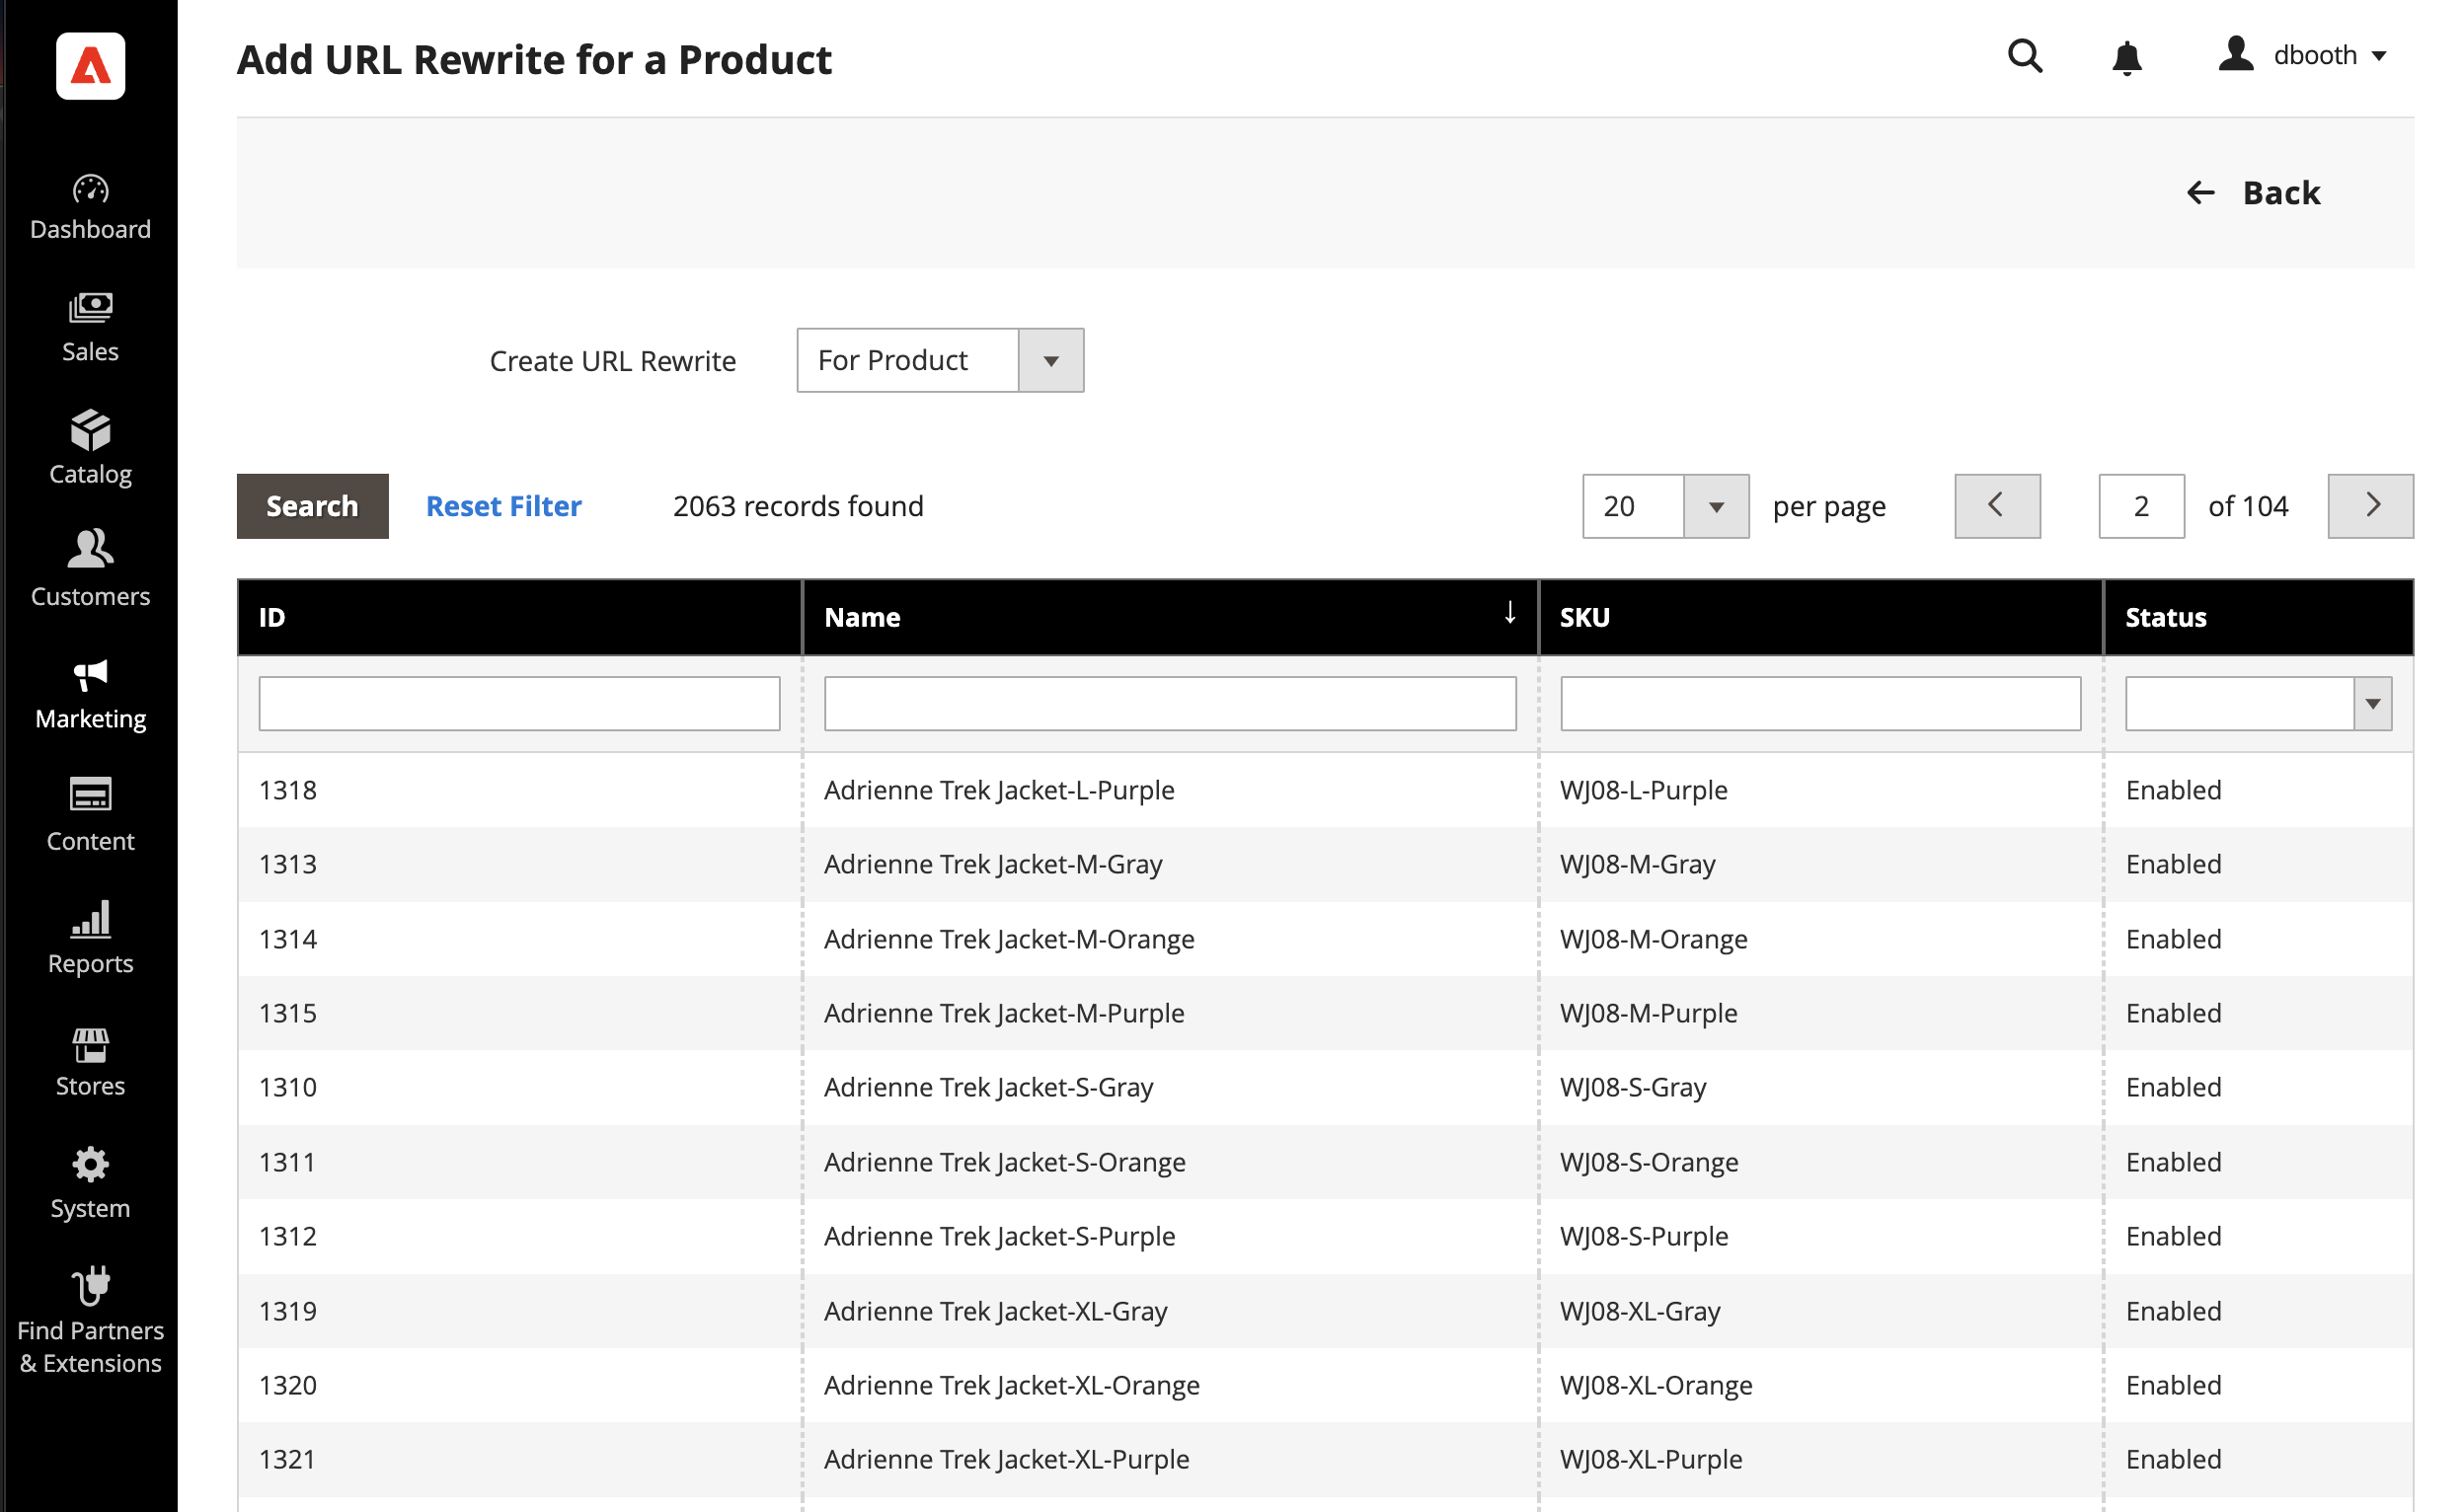 Add URL Rewrite for a Product
dbooth
Back
Dashboard
Sales
Catalog
Customers
Marketing
Content
Reports
Stores
System
Find Partners
& Extensions
Create URL Rewrite For Product
Search Reset Filter 2063 records found 20 per page 2 of 104
ID Name SKU Status
1318 Adrienne Trek Jacket-L-Purple WJ08-L-Purple Enabled
1313 Adrienne Trek Jacket-M-Gray WJ08-M-Gray Enabled
1314 Adrienne Trek Jacket-M-Orange WJ08-M-Orange Enabled
1315 Adrienne Trek Jacket-M-Purple WJ08-M-Purple Enabled
1310 Adrienne Trek Jacket-S-Gray WJ08-S-Gray Enabled
1311 Adrienne Trek Jacket-S-Orange WJ08-S-Orange Enabled
1312 Adrienne Trek Jacket-S-Purple WJ08-S-Purple Enabled
1319 Adrienne Trek Jacket-XL-Gray WJ08-XL-Gray Enabled
1320 Adrienne Trek Jacket-XL-Orange WJ08-XL-Orange Enabled
1321 Adrienne Trek Jacket-XL-Purple WJ08-XL-Purple Enabled